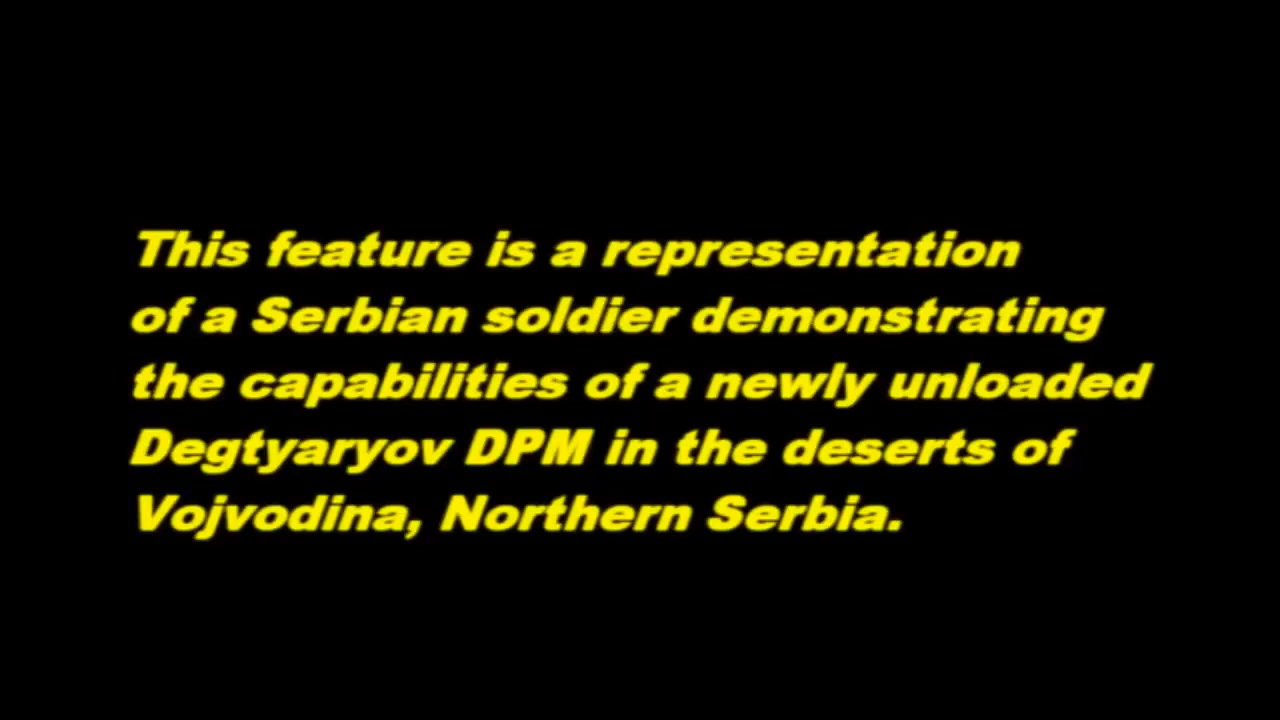 This feature is a representation
of a Serbian soldier demonstrating
the capabilities of a newly unloaded
Degtyaryov DPM in the deserts of
Vojvodina, Northern Serbia.